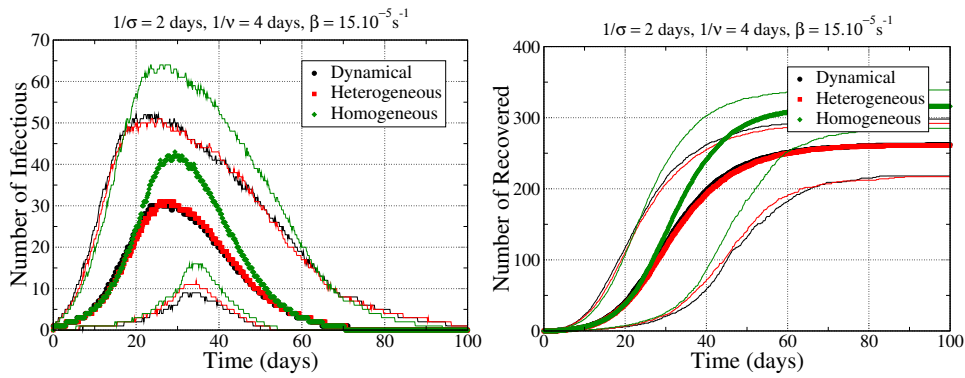 1/σ = 2 days, 1/ν = 4 days, β = 15.10⁻⁵s⁻¹
70
60
50
40
30
20
10
0
Number of Infectious
Dynamical
Heterogeneous
Homogeneous
0 20 40 60 80 100
Time (days)
1/σ = 2 days, 1/ν = 4 days, β = 15.10⁻⁵s⁻¹
400
300
200
100
0
Number of Recovered
Dynamical
Heterogeneous
Homogeneous
0 20 40 60 80 100
Time (days)